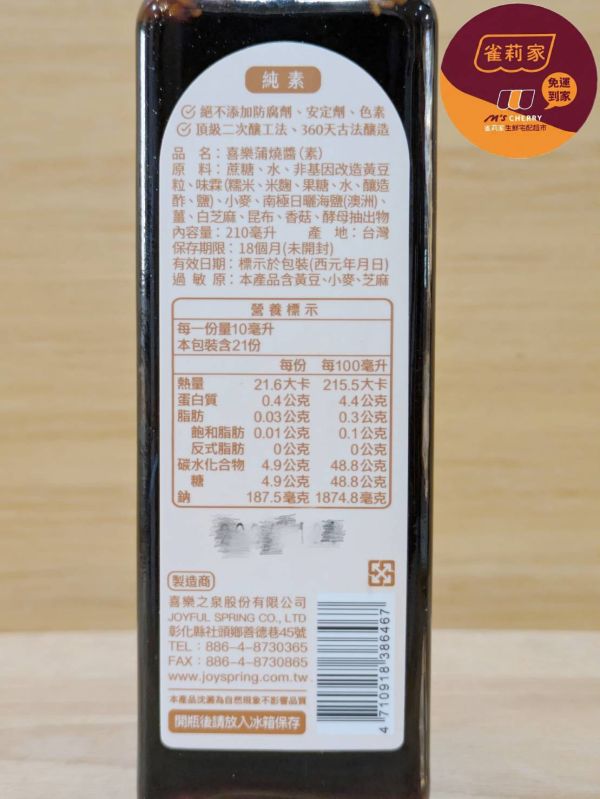 雀莉家
免運
到家
M'S CHERRY
雀莉家生鮮宅配超市
純素
絕不添加防腐劑、安定劑、色素
頂級二次釀工法、360天古法釀造
品　名：喜樂蒲燒醬(素)
原　料：蔗糖、水、非基因改造黃豆
粒、味霖(糯米、米麴、果糖、水、釀造
酢、鹽)、小麥、南極日曬海鹽(澳洲)、
薑、白芝麻、昆布、香菇、酵母抽出物
內容量：210毫升　產　地：台灣
保存期限：18個月(未開封)
有效日期：標示於包裝(西元年月日)
過敏原：本產品含黃豆、小麥、芝麻
營養標示
每一份量10毫升
本包裝含21份
每份　每100毫升
熱量　21.6大卡　215.5大卡
蛋白質　0.4公克　4.4公克
脂肪　0.03公克　0.3公克
飽和脂肪　0.01公克　0.1公克
反式脂肪　0公克　0公克
碳水化合物　4.9公克　48.8公克
糖　4.9公克　48.8公克
鈉　187.5毫克　1874.8毫克
製造商
喜樂之泉股份有限公司
JOYFUL SPRING CO., LTD
彰化縣社頭鄉善德巷45號
TEL：886-4-8730365
FAX：886-4-8730865
www.joyspring.com.tw
本產品沈澱為自然現象不影響品質
開瓶後請放入冰箱保存
4 710918 386467